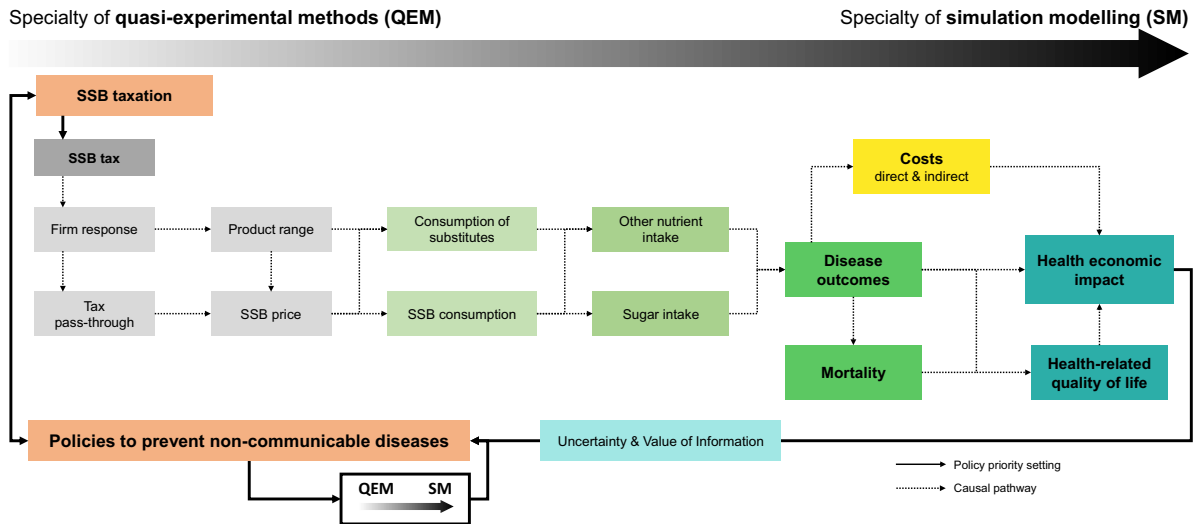 Specialty of quasi-experimental methods (QEM)
Specialty of simulation modelling (SM)
SSB taxation
SSB tax
Costs
direct & indirect
Firm response
Product range
Consumption of
substitutes
Other nutrient
intake
Disease
outcomes
Health economic
impact
Tax
pass-through
SSB price
SSB consumption
Sugar intake
Mortality
Health-related
quality of life
Policies to prevent non-communicable diseases
Uncertainty & Value of Information
Policy priority setting
Causal pathway
QEM SM